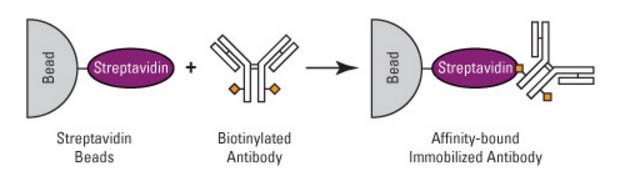 Bead
Streptavidin
+
Bead
Streptavidin
Streptavidin
Beads
Biotinylated
Antibody
Affinity-bound
Immobilized Antibody